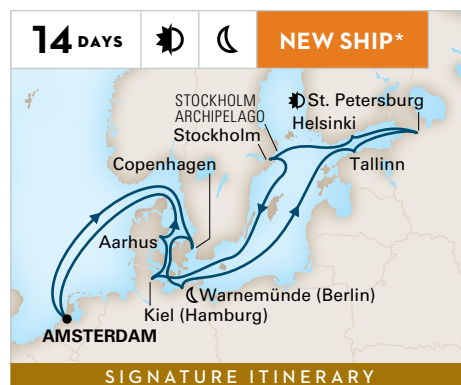 14 DAYS
NEW SHIP*
STOCKHOLM
ARCHIPELAGO
St. Petersburg
Stockholm
Helsinki
Copenhagen
Tallinn
Aarhus
Warnemünde (Berlin)
Kiel (Hamburg)
AMSTERDAM
SIGNATURE ITINERARY